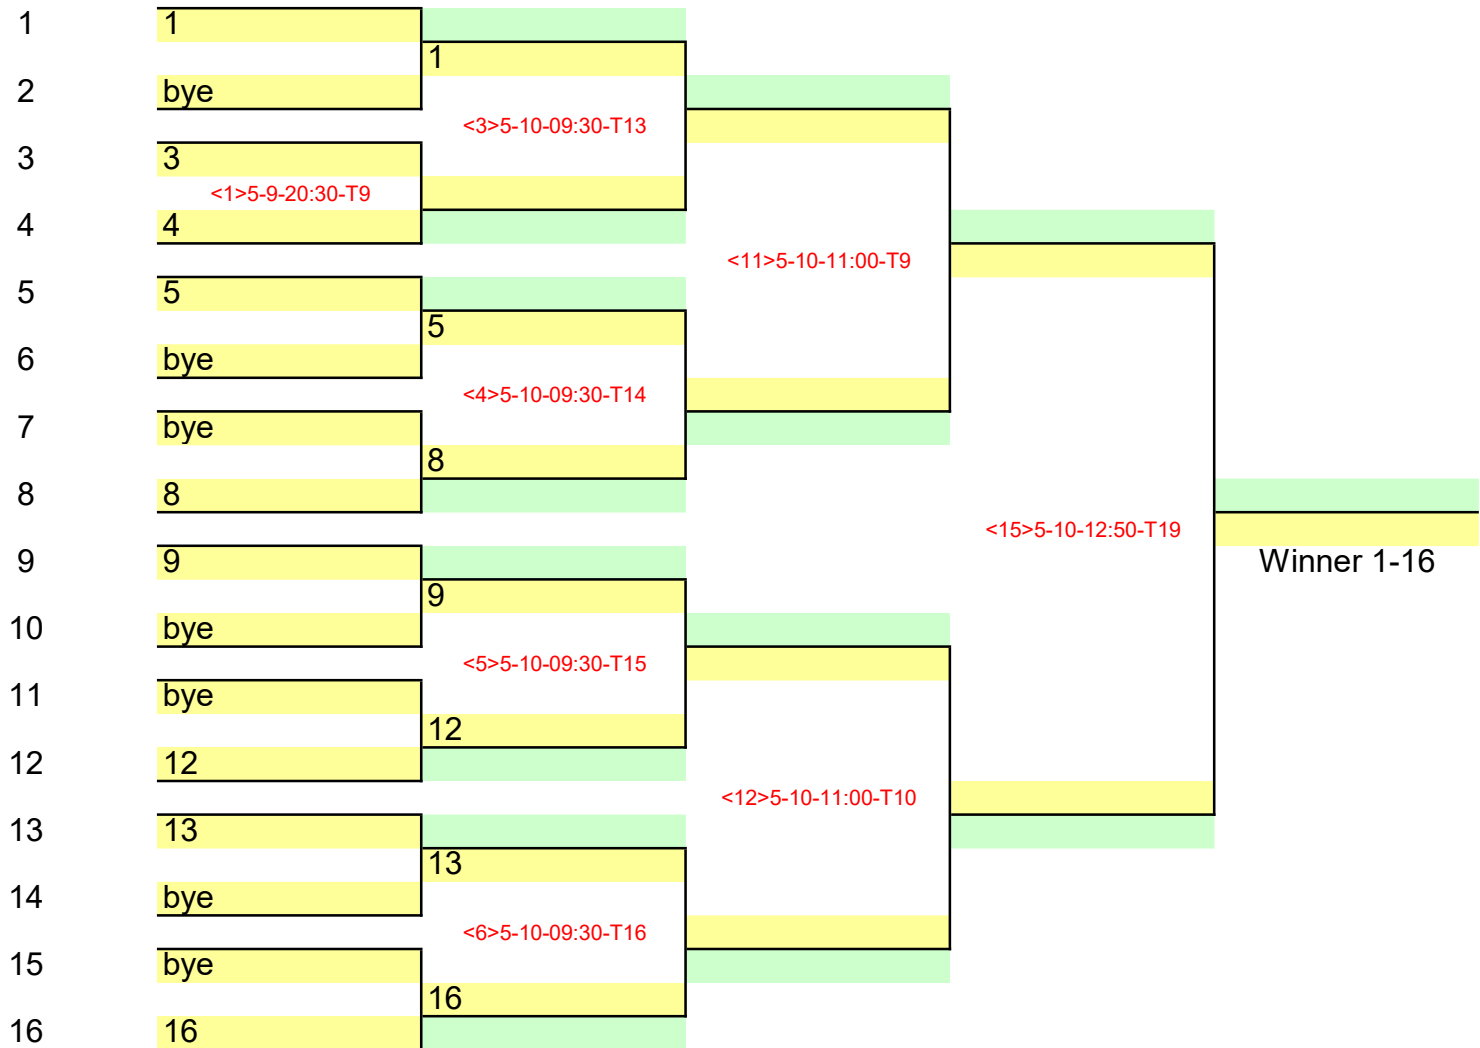 1 1
1
2 bye
<3>5-10-09:30-T13
3 3
<1>5-9-20:30-T9
4 4
<11>5-10-11:00-T9
5 5
5
6 bye
<4>5-10-09:30-T14
7 bye
8
8 8
<15>5-10-12:50-T19
9 9
Winner 1-16
9
10 bye
<5>5-10-09:30-T15
11 bye
12
12 12
<12>5-10-11:00-T10
13 13
13
14 bye
<6>5-10-09:30-T16
15 bye
16
16 16